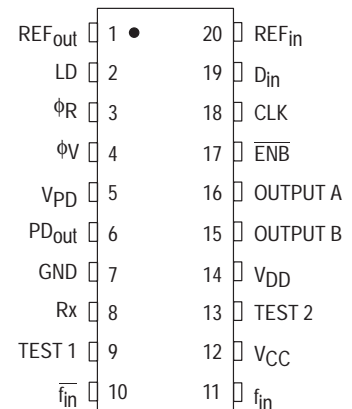 REFout 1 20 REFin
LD 2 19 Din
ϕR 3 18 CLK
ϕV 4 17 E̅N̅B̅
VPD 5 16 OUTPUT A
PDout 6 15 OUTPUT B
GND 7 14 VDD
Rx 8 13 TEST 2
TEST 1 9 12 VCC
f̅i̅n̅ 10 11 fin